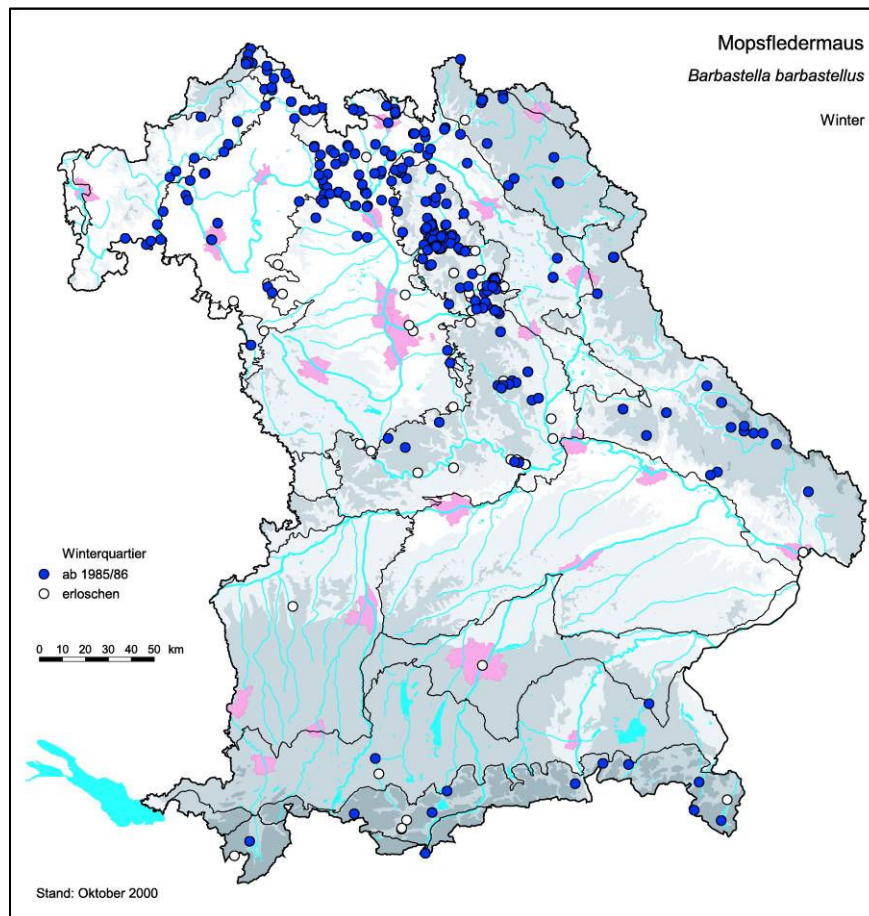 Mopsfledermaus
Barbastella barbastellus
Winter
Winterquartier
ab 1985/86
erloschen
0 10 20 30 40 50 km
Stand: Oktober 2000